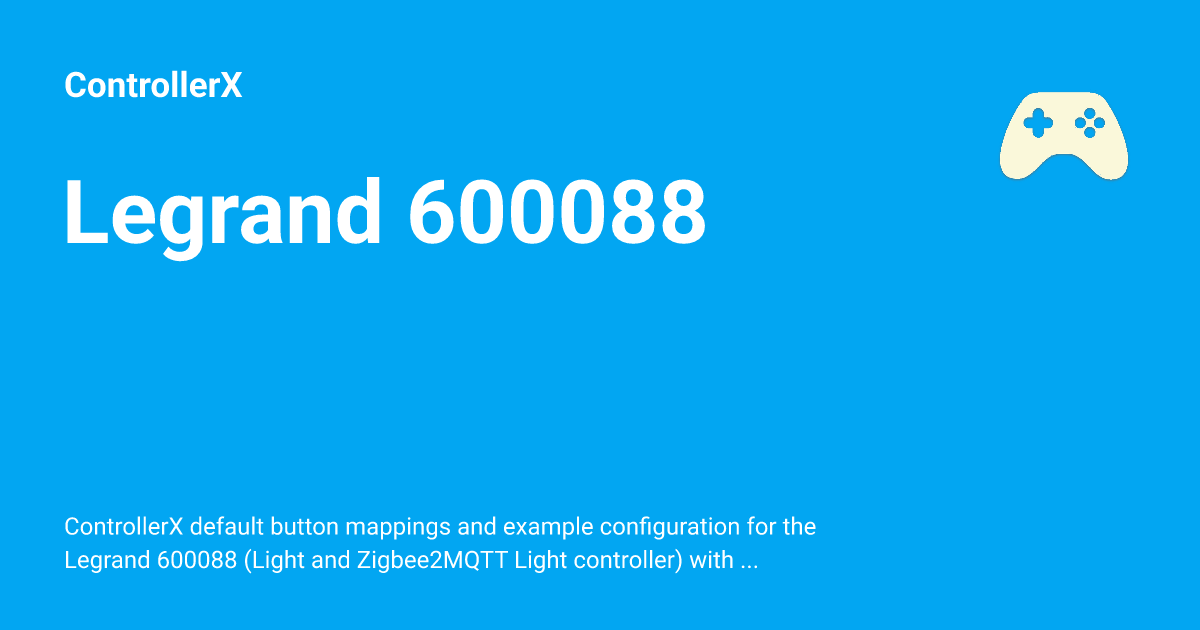 ControllerX
Legrand 600088
ControllerX default button mappings and example configuration for the
Legrand 600088 (Light and Zigbee2MQTT Light controller) with ...